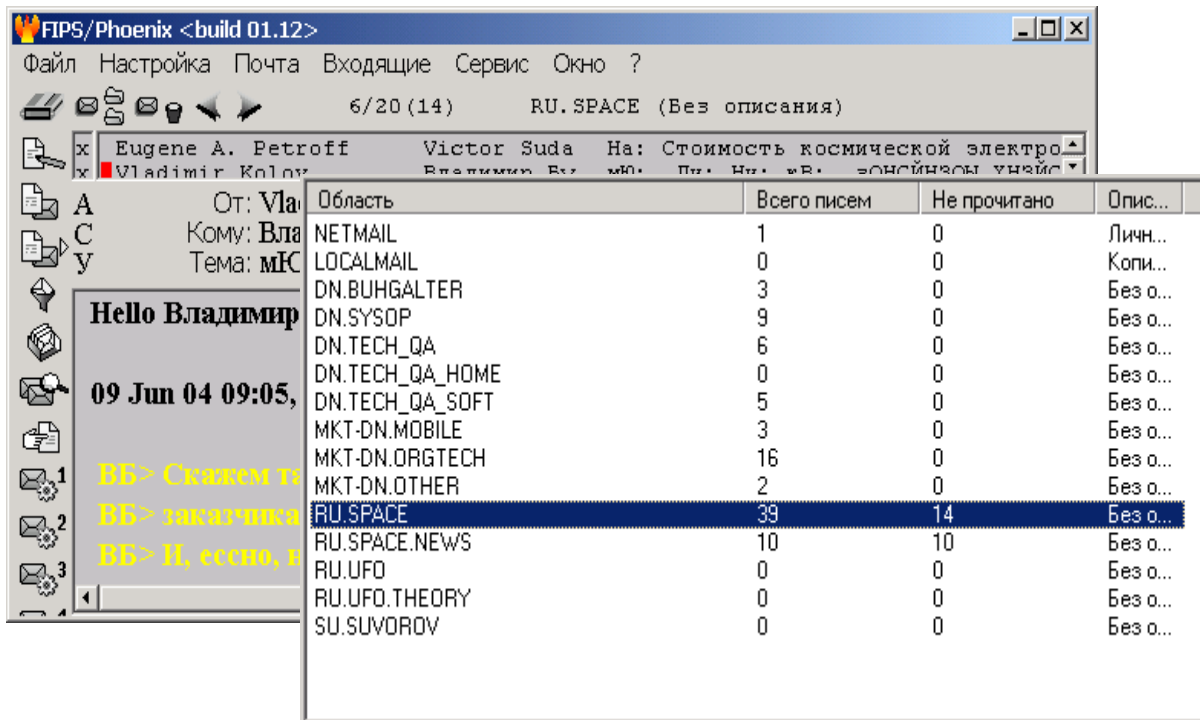 FIPS/Phoenix <build 01.12>
Файл Настройка Почта Входящие Сервис Окно ?
6/20(14) RU.SPACE (Без описания)
x Eugene A. Petroff Victor Suda На: Стоимость космической электро
x Vladimir
А От: Vla
С Кому: Вла
У Тема: мЮ
Hello Владимир
09 Jun 04 09:05,
ВБ> Скажем та
ВБ> заказчика
ВБ> И, ессно, н
1
2
3
Область Всего писем Не прочитано Опис...
NETMAIL 1 0 Личн...
LOCALMAIL 0 0 Копи...
DN.BUHGALTER 3 0 Без о...
DN.SYSOP 9 0 Без о...
DN.TECH_QA 6 0 Без о...
DN.TECH_QA_HOME 0 0 Без о...
DN.TECH_QA_SOFT 5 0 Без о...
MKT-DN.MOBILE 3 0 Без о...
MKT-DN.ORGTECH 16 0 Без о...
MKT-DN.OTHER 2 0 Без о...
RU.SPACE 39 14 Без о...
RU.SPACE.NEWS 10 10 Без о...
RU.UFO 0 0 Без о...
RU.UFO.THEORY 0 0 Без о...
SU.SUVOROV 0 0 Без о...